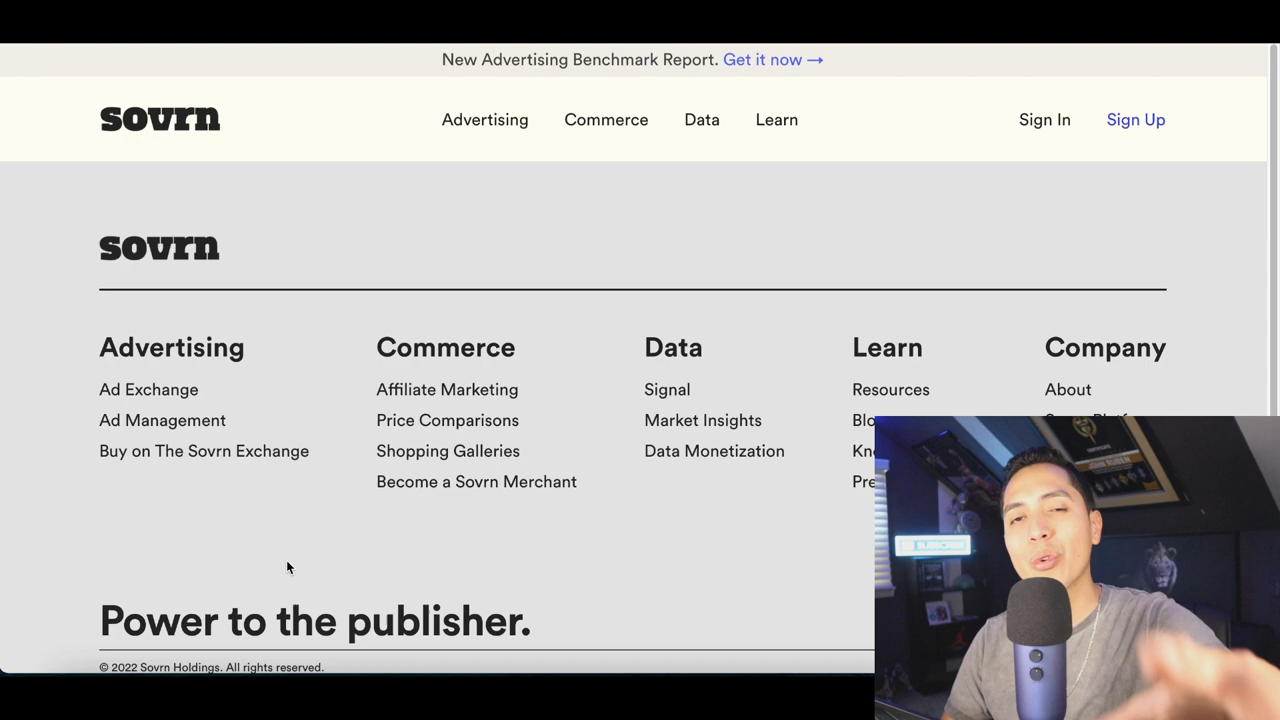 New Advertising Benchmark Report. Get it now →
sovrn
Advertising Commerce Data Learn
Sign In Sign Up
sovrn
Advertising
Ad Exchange
Ad Management
Buy on The Sovrn Exchange
Commerce
Affiliate Marketing
Price Comparisons
Shopping Galleries
Become a Sovrn Merchant
Data
Signal
Market Insights
Data Monetization
Learn
Resources
Company
About
Power to the publisher.
© 2022 Sovrn Holdings. All rights reserved.
SUBSCRIBE
JOHN RUBEN